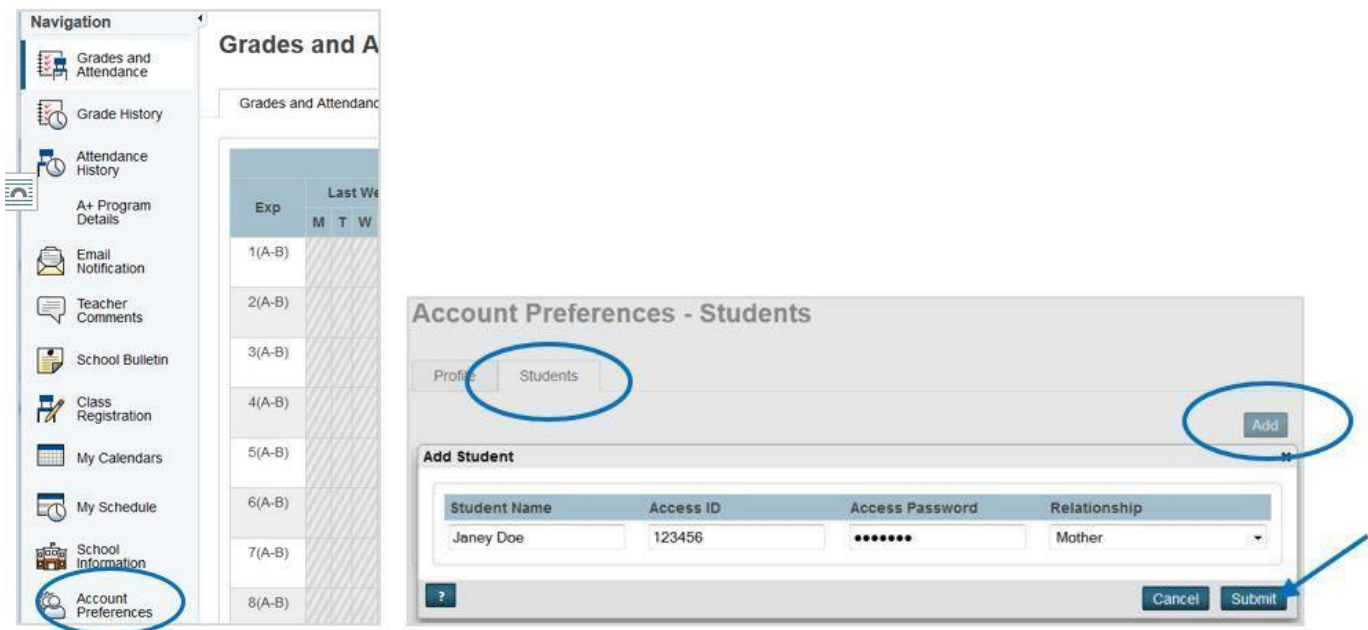 Navigation
Grades and
Attendance
Grade History
Attendance
History
A+ Program
Details
Email
Notification
Teacher
Comments
School Bulletin
Class
Registration
My Calendars
My Schedule
School
Information
Account
Preferences
Grades and A
Grades and Attendanc
Exp
Last We
M T W
1(A-B)
2(A-B)
3(A-B)
4(A-B)
5(A-B)
6(A-B)
7(A-B)
8(A-B)
Account Preferences - Students
Profile Students
Add
Add Student
Student Name Access ID Access Password Relationship
Janey Doe 123456 ••••••• Mother
? Cancel Submit